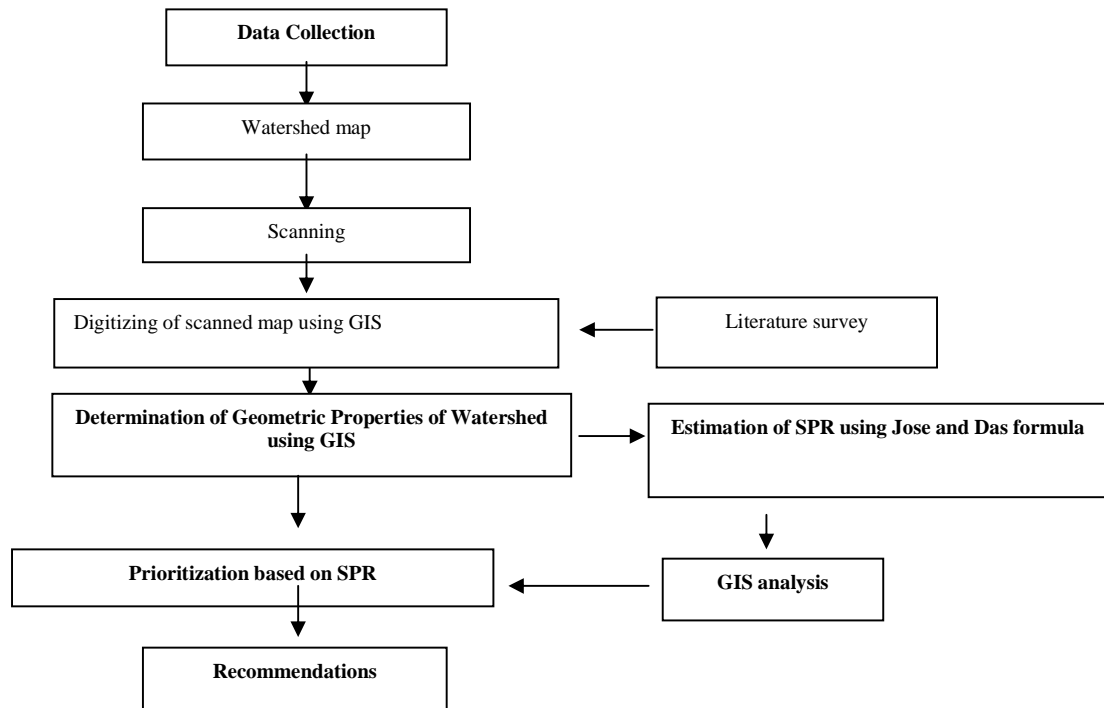 Data Collection
Watershed map
Scanning
Digitizing of scanned map using GIS
Literature survey
Determination of Geometric Properties of Watershed
using GIS
Estimation of SPR using Jose and Das formula
Prioritization based on SPR
GIS analysis
Recommendations